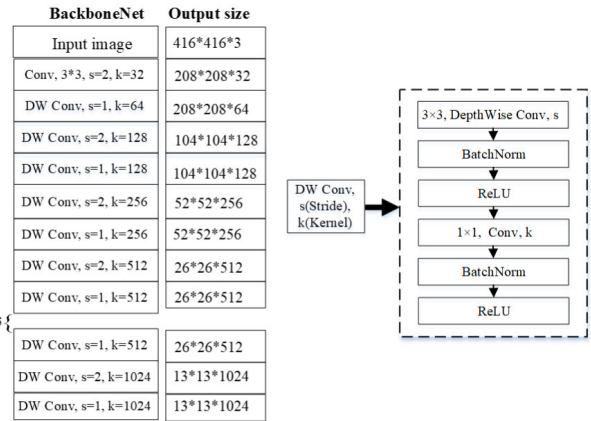 BackboneNet Output size
Input image 416*416*3
Conv, 3*3, s=2, k=32 208*208*32
DW Conv, s=1, k=64 208*208*64
DW Conv, s=2, k=128 104*104*128
DW Conv, s=1, k=128 104*104*128
DW Conv, s=2, k=256 52*52*256
DW Conv, s=1, k=256 52*52*256
DW Conv, s=2, k=512 26*26*512
DW Conv, s=1, k=512 26*26*512
{
DW Conv, s=1, k=512 26*26*512
DW Conv, s=2, k=1024 13*13*1024
DW Conv, s=1, k=1024 13*13*1024
DW Conv,
s(Stride),
k(Kernel)
3×3, DepthWise Conv, s
BatchNorm
ReLU
1×1, Conv, k
BatchNorm
ReLU